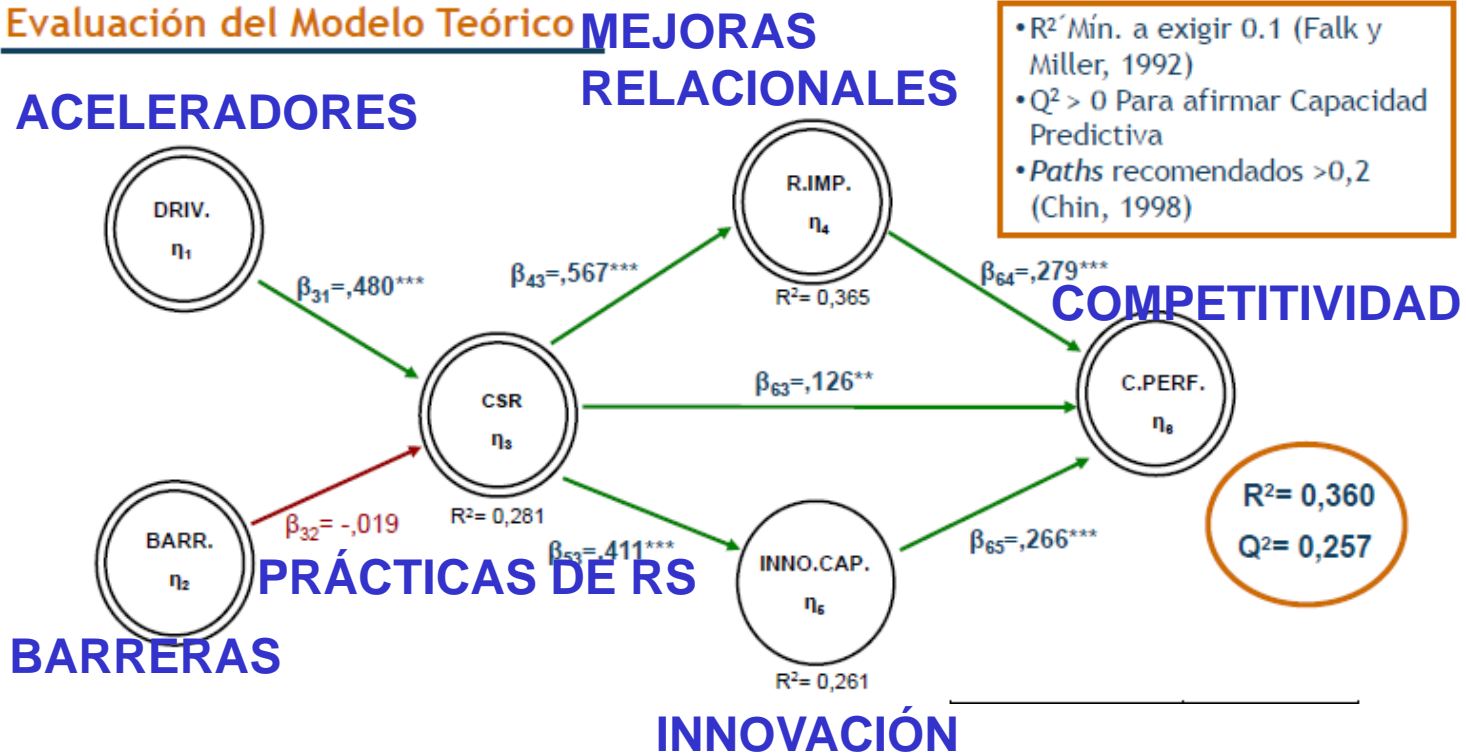 Evaluación del Modelo Teórico
MEJORAS
RELACIONALES
•R²´Mín. a exigir 0.1 (Falk y
Miller, 1992)
•Q² > 0 Para afirmar Capacidad
Predictiva
•Paths recomendados >0,2
(Chin, 1998)
ACELERADORES
DRIV.
η₁
R.IMP.
η₄
R²= 0,365
β₃₁=,480***
β₄₃=,567***
β₆₄=,279***
COMPETITIVIDAD
CSR
η₃
R²= 0,281
β₆₃=,126**
C.PERF.
η₆
R²= 0,360
Q²= 0,257
BARR.
η₂
β₃₂= -,019
β₅₃=,411***
β₆₅=,266***
PRÁCTICAS DE RS
INNO.CAP.
η₅
R²= 0,261
BARRERAS
INNOVACIÓN